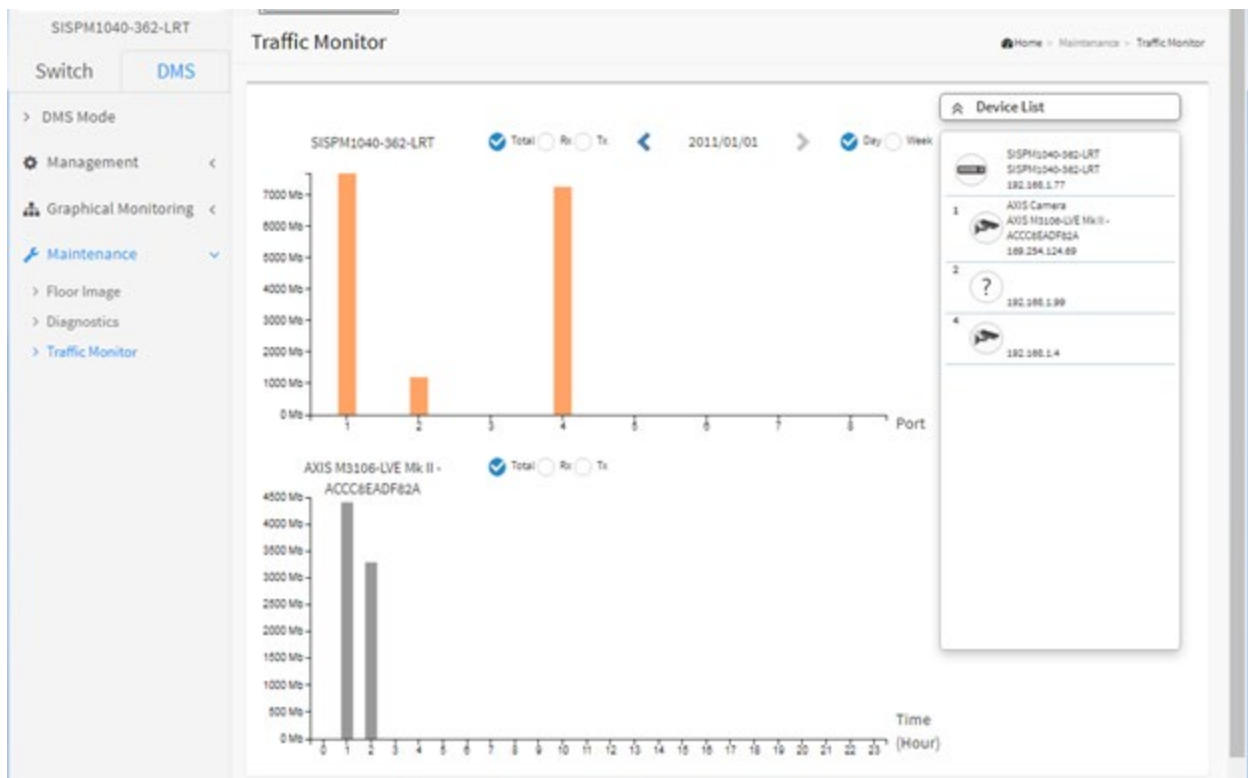 SISPM1040-362-LRT
Switch DMS
> DMS Mode
Management <
Graphical Monitoring <
Maintenance
> Floor Image
> Diagnostics
> Traffic Monitor
Traffic Monitor
Home > Maintenance > Traffic Monitor
SISPM1040-362-LRT Total Rx Tx 2011/01/01 Day Week
7000 Mb
6000 Mb
5000 Mb
4000 Mb
3000 Mb
2000 Mb
1000 Mb
0 Mb
1 2 3 4 5 6 7 8 Port
AXIS M3106-LVE Mk II - Total Rx Tx
ACCC8EADF82A
4500 Mb
4000 Mb
3500 Mb
3000 Mb
2500 Mb
2000 Mb
1500 Mb
1000 Mb
500 Mb
0 Mb
0 1 2 3 4 5 6 7 8 9 10 11 12 13 14 15 16 17 18 19 20 21 22 23
Time
(Hour)
Device List
SISPM1040-362-LRT
SISPM1040-362-LRT
192.168.1.77
1 AXIS Camera
AXIS M3106-LVE Mk II -
ACCC8EADF82A
169.254.124.69
2
?
192.168.1.99
4
192.168.1.4